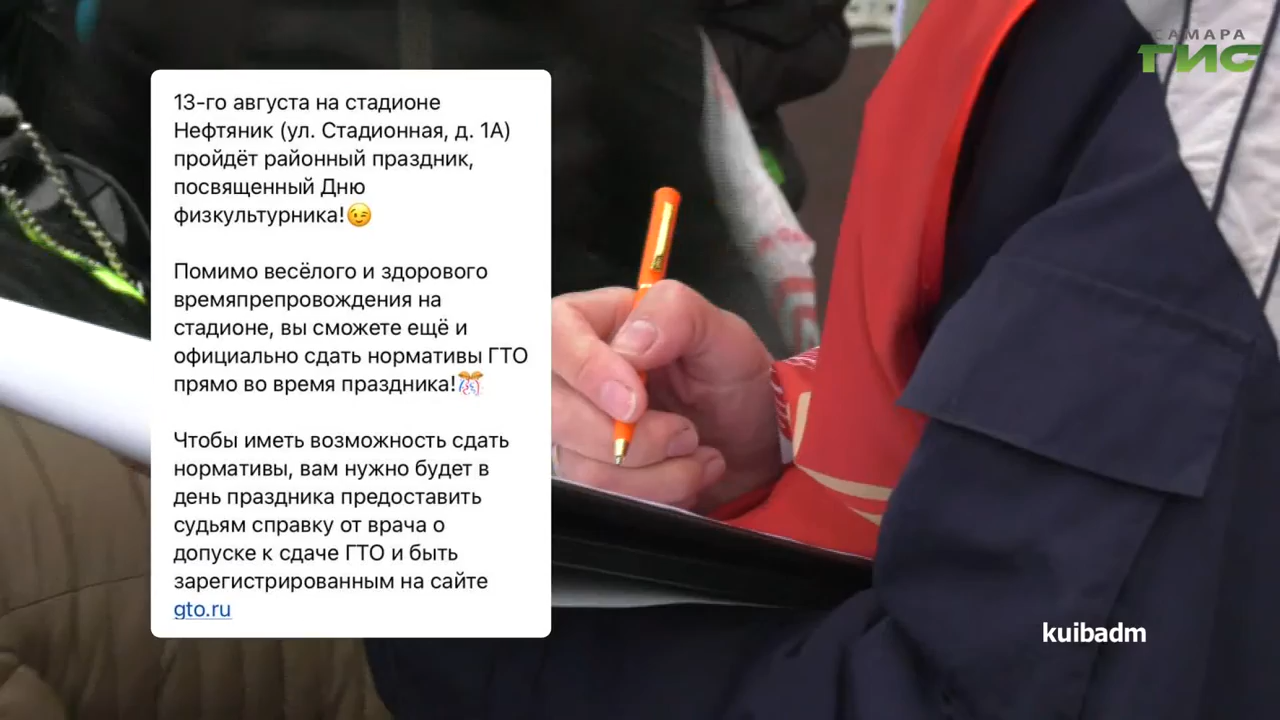 САМАРА
ГИС
13-го августа на стадионе
Нефтяник (ул. Стадионная, д. 1А)
пройдёт районный праздник,
посвященный Дню
физкультурника!😉
Помимо весёлого и здорового
времяпрепровождения на
стадионе, вы сможете ещё и
официально сдать нормативы ГТО
прямо во время праздника!🎊
Чтобы иметь возможность сдать
нормативы, вам нужно будет в
день праздника предоставить
судьям справку от врача о
допуске к сдаче ГТО и быть
зарегистрированным на сайте
gto.ru
kuibadm